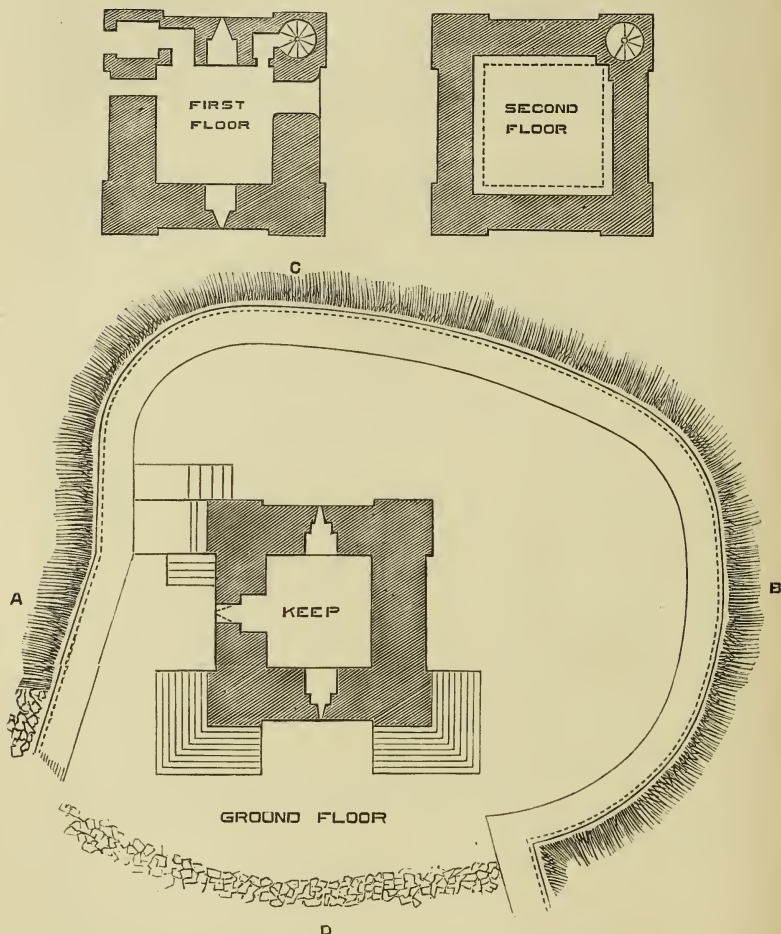 FIRST
FLOOR
SECOND
FLOOR
C
A
B
KEEP
GROUND FLOOR
D